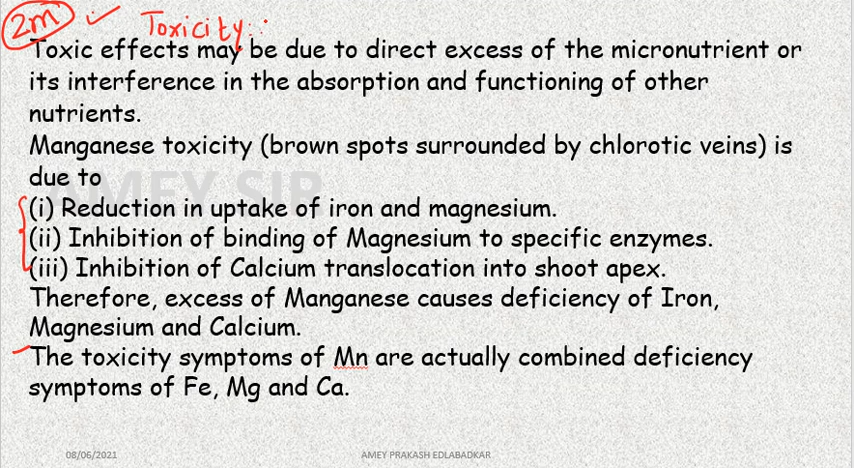 2m ✓ Toxicity :
Toxic effects may be due to direct excess of the micronutrient or
its interference in the absorption and functioning of other
nutrients.
Manganese toxicity (brown spots surrounded by chlorotic veins) is
due to
AMEY SIR
(i) Reduction in uptake of iron and magnesium.
(ii) Inhibition of binding of Magnesium to specific enzymes.
(iii) Inhibition of Calcium translocation into shoot apex.
Therefore, excess of Manganese causes deficiency of Iron,
Magnesium and Calcium.
The toxicity symptoms of Mn are actually combined deficiency
symptoms of Fe, Mg and Ca.
08/06/2021 AMEY PRAKASH EDLABADKAR